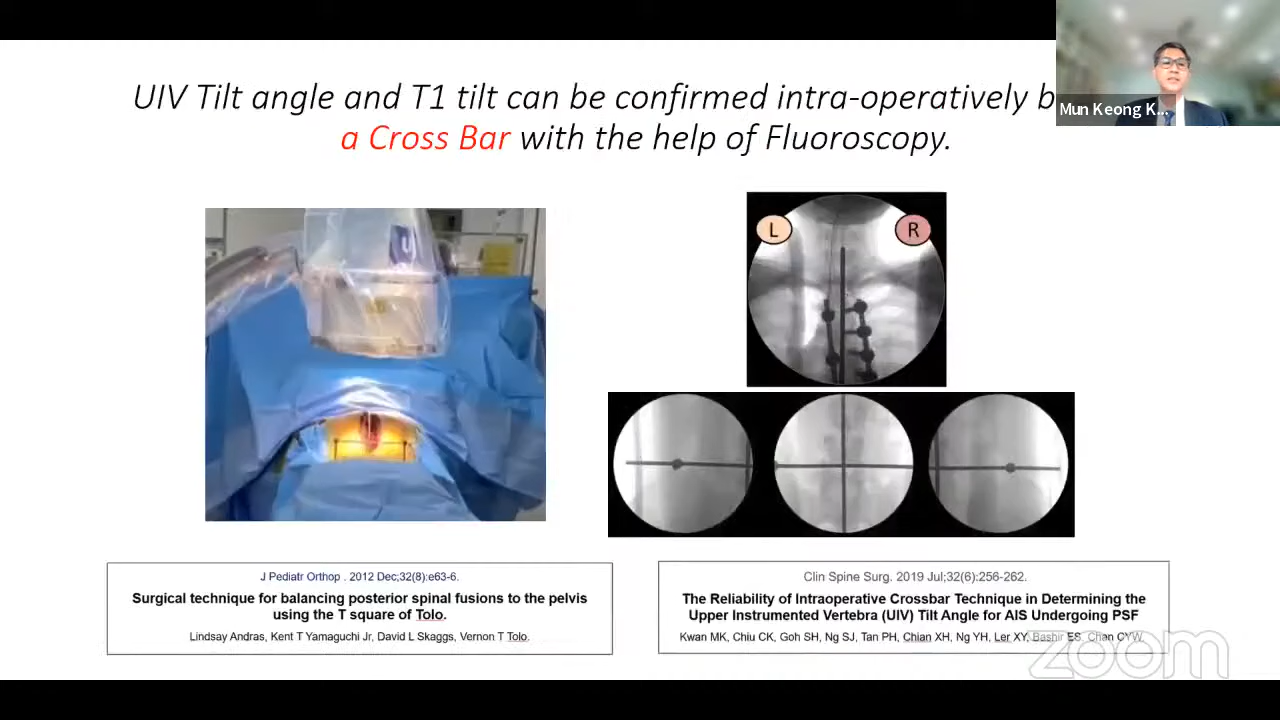 UIV Tilt angle and T1 tilt can be confirmed intra-operatively b
a Cross Bar with the help of Fluoroscopy.
Mun Keong K...
L
R
J Pediatr Orthop . 2012 Dec;32(8):e63-6.
Surgical technique for balancing posterior spinal fusions to the pelvis
using the T square of Tolo.
Lindsay Andras, Kent T Yamaguchi Jr, David L Skaggs, Vernon T Tolo.
Clin Spine Surg. 2019 Jul;32(6):256-262.
The Reliability of Intraoperative Crossbar Technique in Determining the
Upper Instrumented Vertebra (UIV) Tilt Angle for AIS Undergoing PSF
Kwan MK, Chiu CK, Goh SH, Ng SJ, Tan PH, Chian XH, Ng YH, Ler XY, Bashir ES, Chan CYW.
zoom